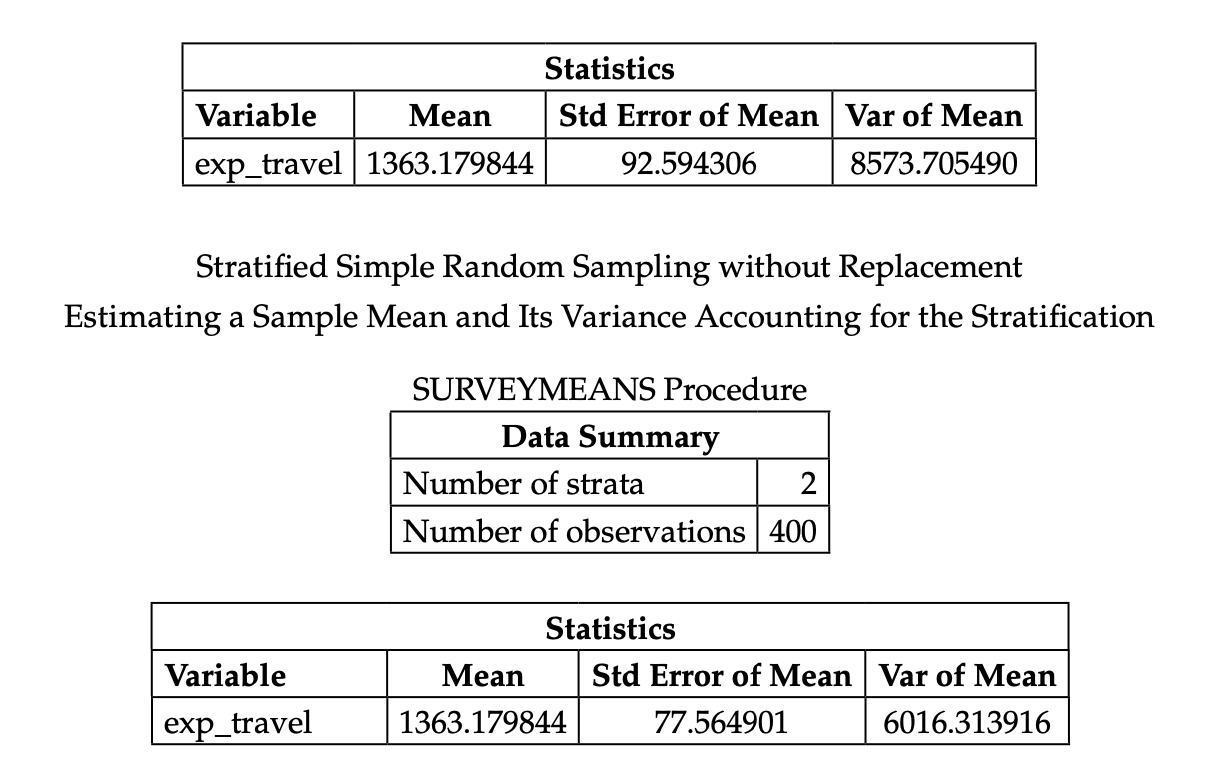 Statistics
Variable Mean Std Error of Mean Var of Mean
exp_travel 1363.179844 92.594306 8573.705490
Stratified Simple Random Sampling without Replacement
Estimating a Sample Mean and Its Variance Accounting for the Stratification
SURVEYMEANS Procedure
Data Summary
Number of strata 2
Number of observations 400
Statistics
Variable Mean Std Error of Mean Var of Mean
exp_travel 1363.179844 77.564901 6016.313916